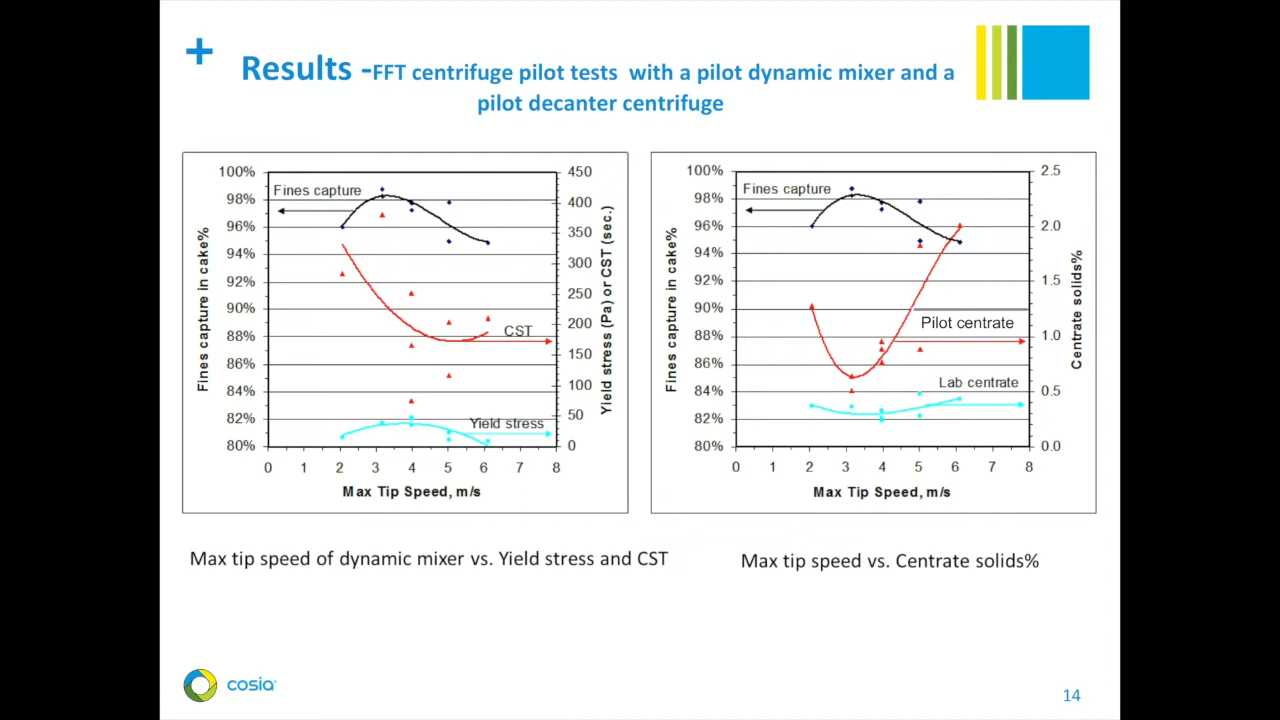 +
Results -FFT centrifuge pilot tests with a pilot dynamic mixer and a
pilot decanter centrifuge
100%
98%
96%
94%
92%
90%
88%
86%
84%
82%
80%
Fines capture in cake%
Fines capture
CST
Yield stress
450
400
350
300
250
200
150
100
50
0
Yield stress (Pa) or CST (sec.)
0 1 2 3 4 5 6 7 8
Max Tip Speed, m/s
100%
98%
96%
94%
92%
90%
88%
86%
84%
82%
80%
Fines capture in cake%
Fines capture
Pilot centrate
Lab centrate
2.5
2.0
1.5
1.0
0.5
0.0
Centrate solids%
0 1 2 3 4 5 6 7 8
Max Tip Speed, m/s
Max tip speed of dynamic mixer vs. Yield stress and CST
Max tip speed vs. Centrate solids%
cosia
14